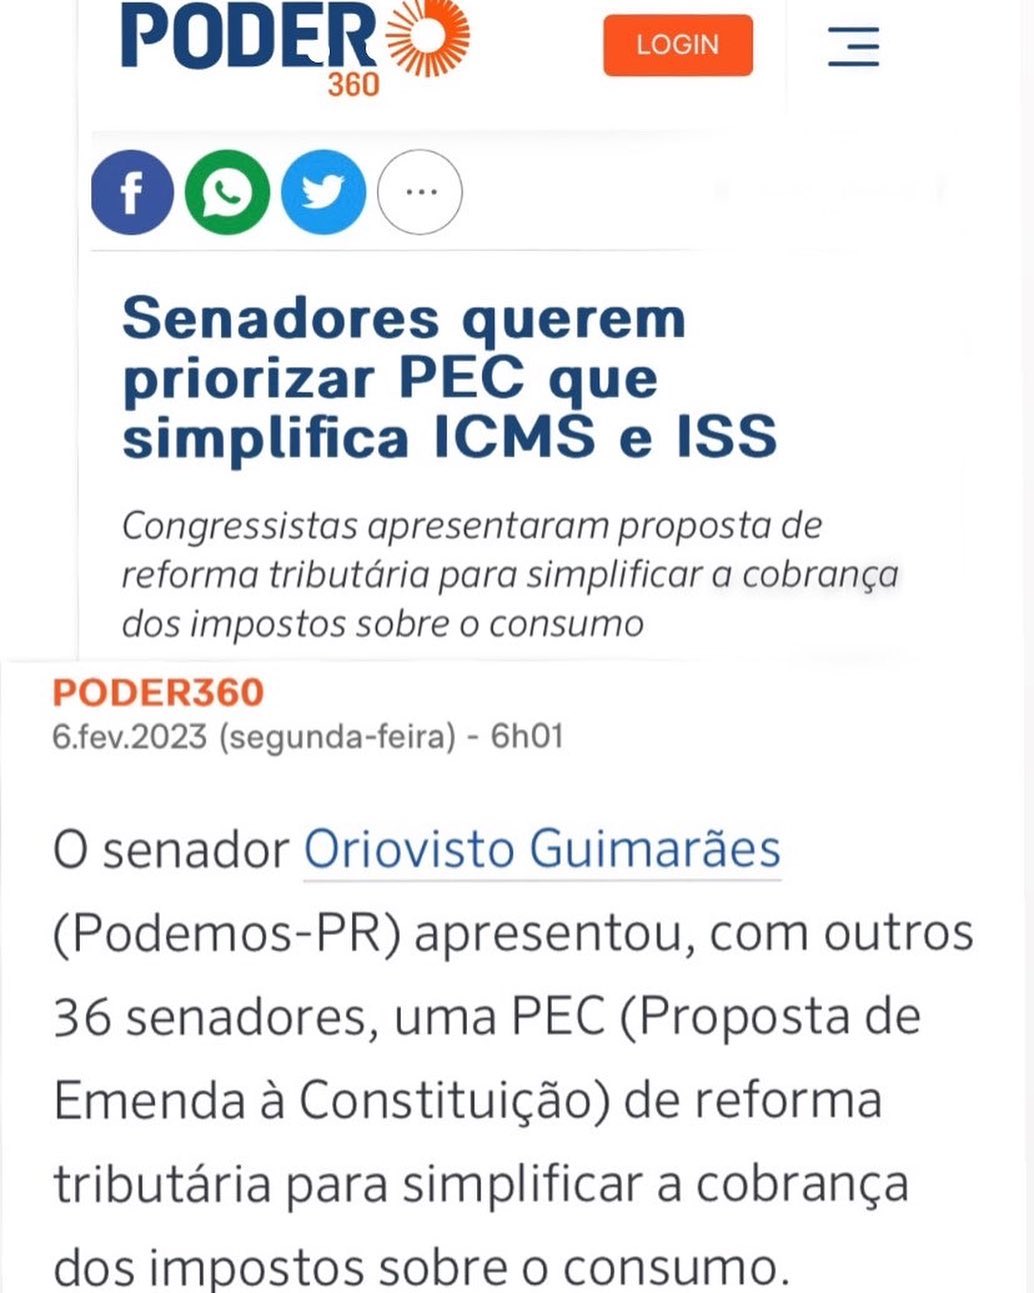 PODER
360
LOGIN
Senadores querem
priorizar PEC que
simplifica ICMS e ISS
Congressistas apresentaram proposta de
reforma tributária para simplificar a cobrança
dos impostos sobre o consumo
PODER360
6.fev.2023 (segunda-feira) - 6h01
O senador Oriovisto Guimarães
(Podemos-PR) apresentou, com outros
36 senadores, uma PEC (Proposta de
Emenda à Constituição) de reforma
tributária para simplificar a cobrança
dos impostos sobre o consumo.